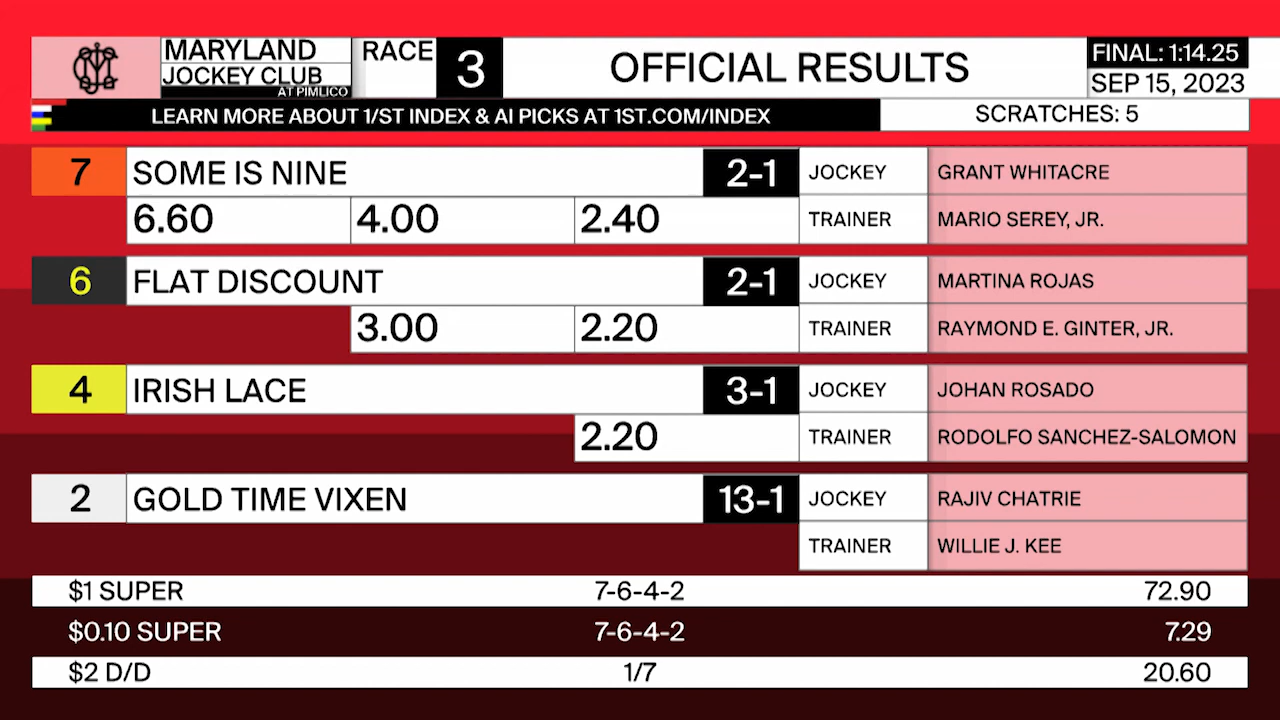 MARYLAND
JOCKEY CLUB
AT PIMLICO
RACE 3
OFFICIAL RESULTS
FINAL: 1:14.25
SEP 15, 2023
LEARN MORE ABOUT 1/ST INDEX & AI PICKS AT 1ST.COM/INDEX
SCRATCHES: 5
7 SOME IS NINE 2-1 JOCKEY GRANT WHITACRE
6.60 4.00 2.40 TRAINER MARIO SEREY, JR.
6 FLAT DISCOUNT 2-1 JOCKEY MARTINA ROJAS
3.00 2.20 TRAINER RAYMOND E. GINTER, JR.
4 IRISH LACE 3-1 JOCKEY JOHAN ROSADO
2.20 TRAINER RODOLFO SANCHEZ-SALOMON
2 GOLD TIME VIXEN 13-1 JOCKEY RAJIV CHATRIE
TRAINER WILLIE J. KEE
$1 SUPER 7-6-4-2 72.90
$0.10 SUPER 7-6-4-2 7.29
$2 D/D 1/7 20.60